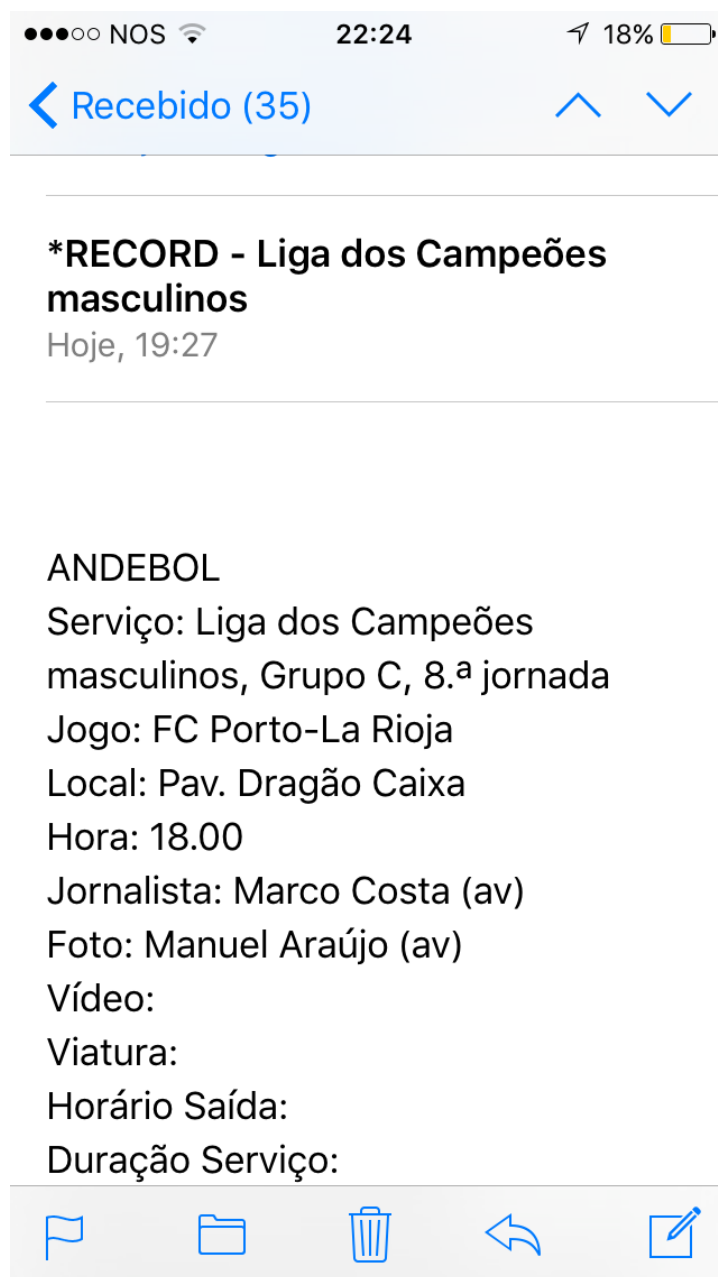 NOS 22:24 18%
Recebido (35)
*RECORD - Liga dos Campeões
masculinos
Hoje, 19:27
ANDEBOL
Serviço: Liga dos Campeões
masculinos, Grupo C, 8.ª jornada
Jogo: FC Porto-La Rioja
Local: Pav. Dragão Caixa
Hora: 18.00
Jornalista: Marco Costa (av)
Foto: Manuel Araújo (av)
Vídeo:
Viatura:
Horário Saída:
Duração Serviço: